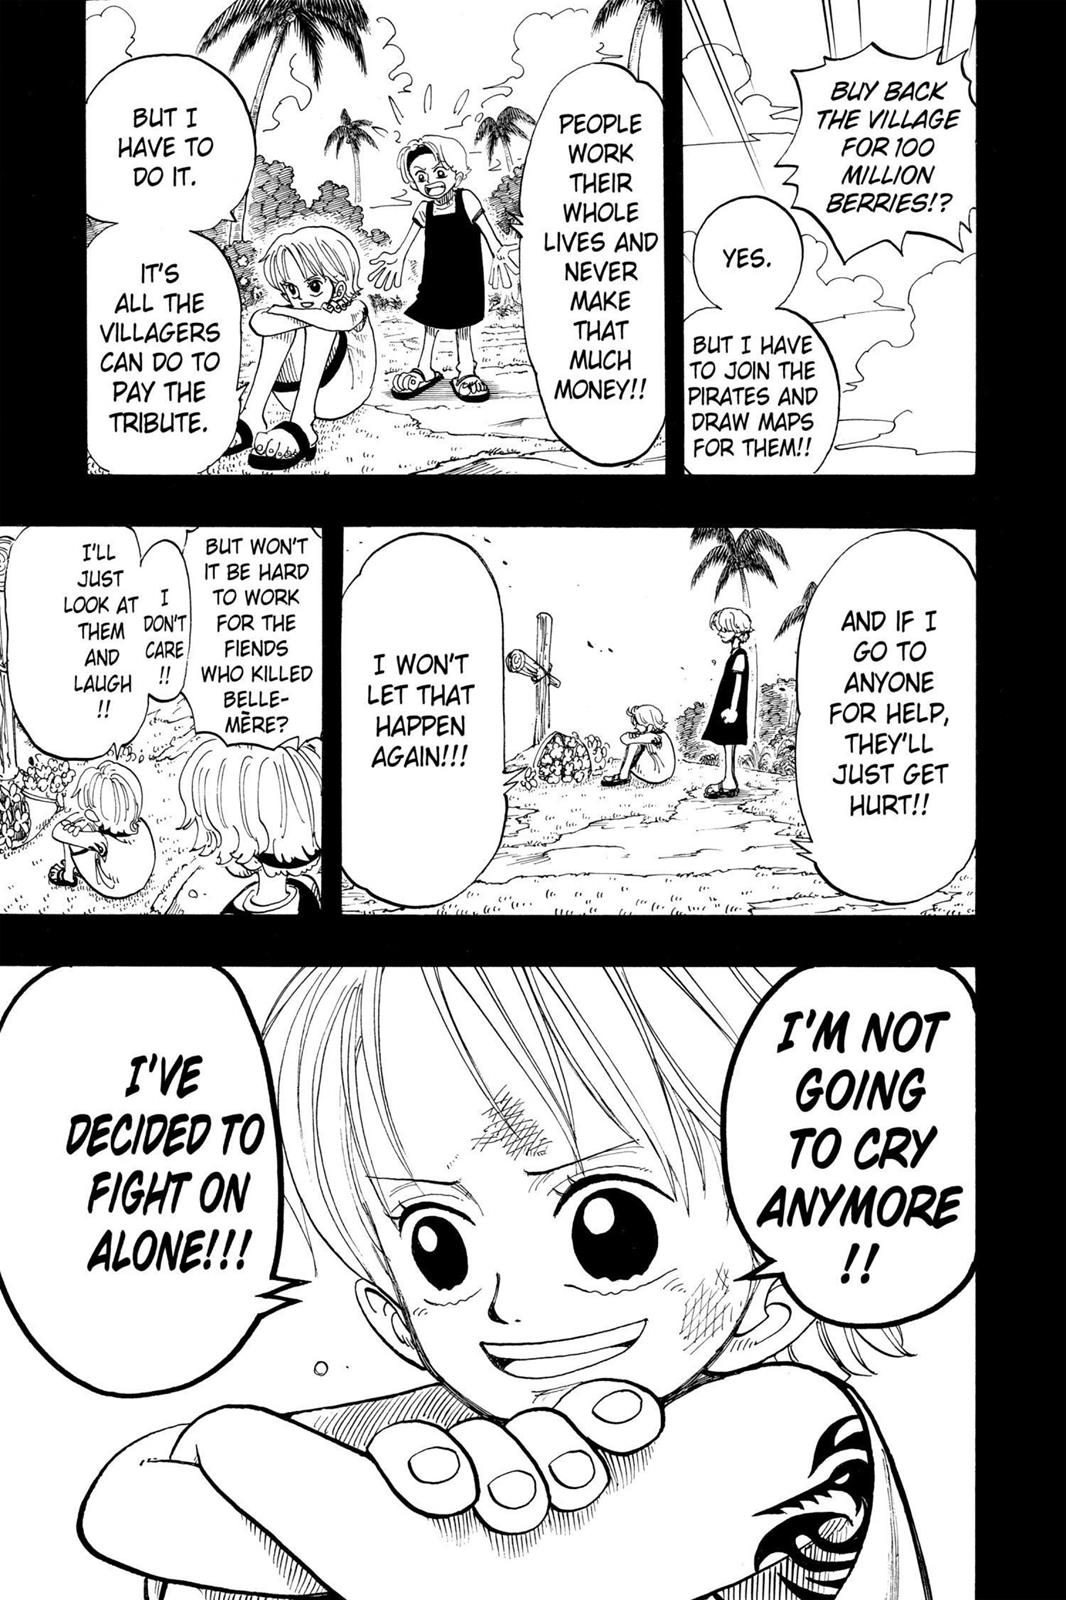 BUY BACK
THE VILLAGE
FOR 100
MILLION
BERRIES!?
YES.
BUT I HAVE
TO JOIN THE
PIRATES AND
DRAW MAPS
FOR THEM!!
PEOPLE
WORK
THEIR
WHOLE
LIVES AND
NEVER
MAKE
THAT
MUCH
MONEY!!
BUT I
HAVE TO
DO IT.
IT'S
ALL THE
VILLAGERS
CAN DO TO
PAY THE
TRIBUTE.
AND IF I
GO TO
ANYONE
FOR HELP,
THEY'LL
JUST GET
HURT!!
I WON'T
LET THAT
HAPPEN
AGAIN!!!
BUT WON'T
IT BE HARD
TO WORK
FOR THE
FIENDS
WHO KILLED
BELLE-
MÈRE?
I
DON'T
CARE
!!
I'LL
JUST
LOOK AT
THEM
AND
LAUGH
!!
I'M NOT
GOING
TO CRY
ANYMORE
!!
I'VE
DECIDED TO
FIGHT ON
ALONE!!!